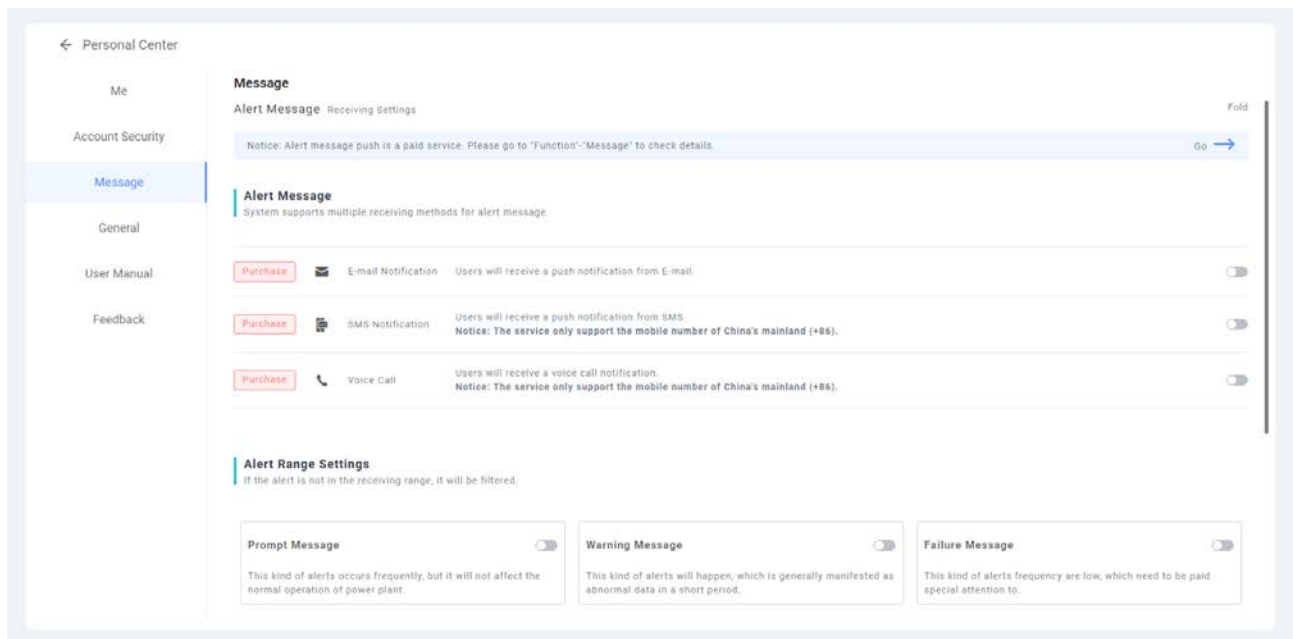 Personal Center
Me
Account Security
Message
General
User Manual
Feedback
Message
Alert Message Receiving Settings
Fold
Notice: Alert message push is a paid service. Please go to "Function"-"Message" to check details.
Go
Alert Message
System supports multiple receiving methods for alert message
Purchase E-mail Notification Users will receive a push notification from E-mail.
Purchase SMS Notification Users will receive a push notification from SMS.
Notice: The service only support the mobile number of China's mainland (+86).
Purchase Voice Call Users will receive a voice call notification.
Notice: The service only support the mobile number of China's mainland (+86).
Alert Range Settings
If the alert is not in the receiving range, it will be filtered.
Prompt Message
This kind of alerts occurs frequently, but it will not affect the
normal operation of power plant.
Warning Message
This kind of alerts will happen, which is generally manifested as
abnormal data in a short period.
Failure Message
This kind of alerts frequency are low, which need to be paid
special attention to.